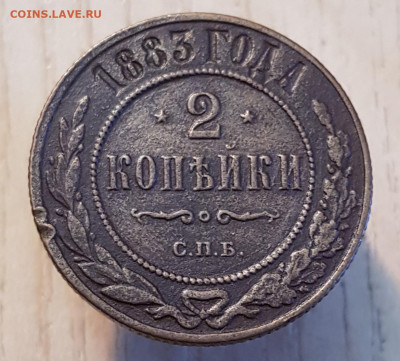 COINS.LAVE.RU
1883 ГОДА
2
КОПѢЙКИ
С.П.Б.